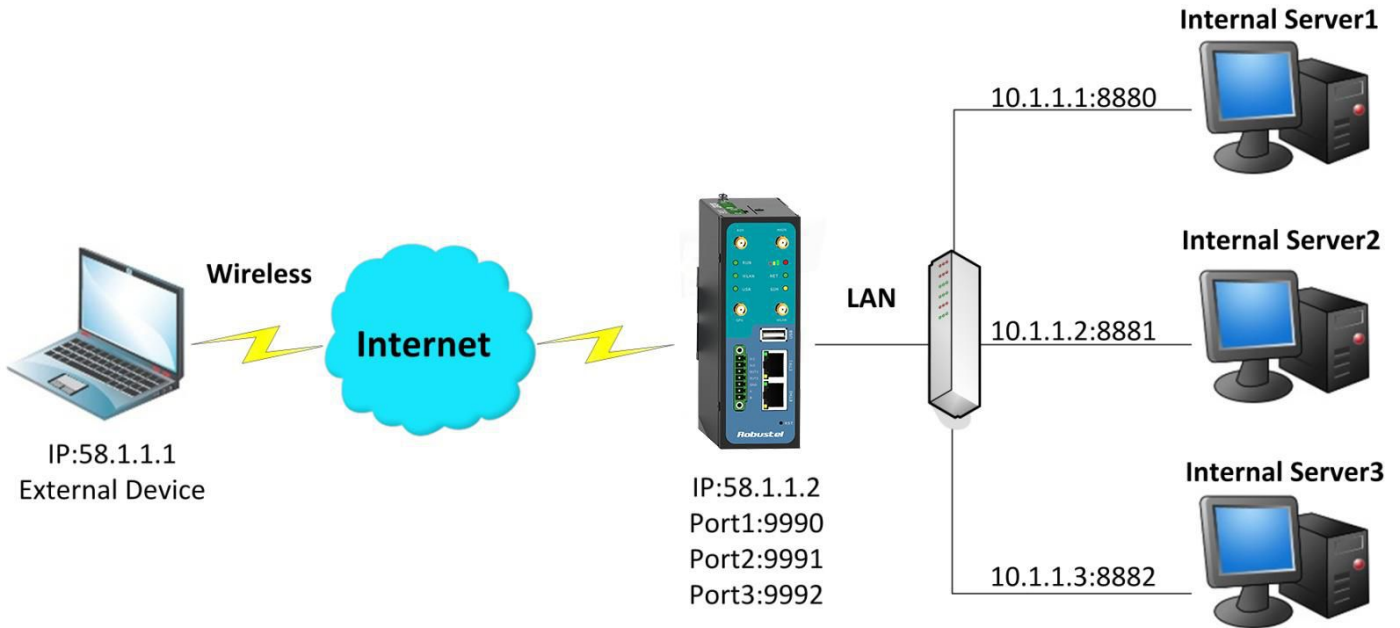 Internal Server1
10.1.1.1:8880
Wireless
Internet
LAN
Internal Server2
10.1.1.2:8881
IP:58.1.1.1
External Device
Robustel
IP:58.1.1.2
Port1:9990
Port2:9991
Port3:9992
Internal Server3
10.1.1.3:8882